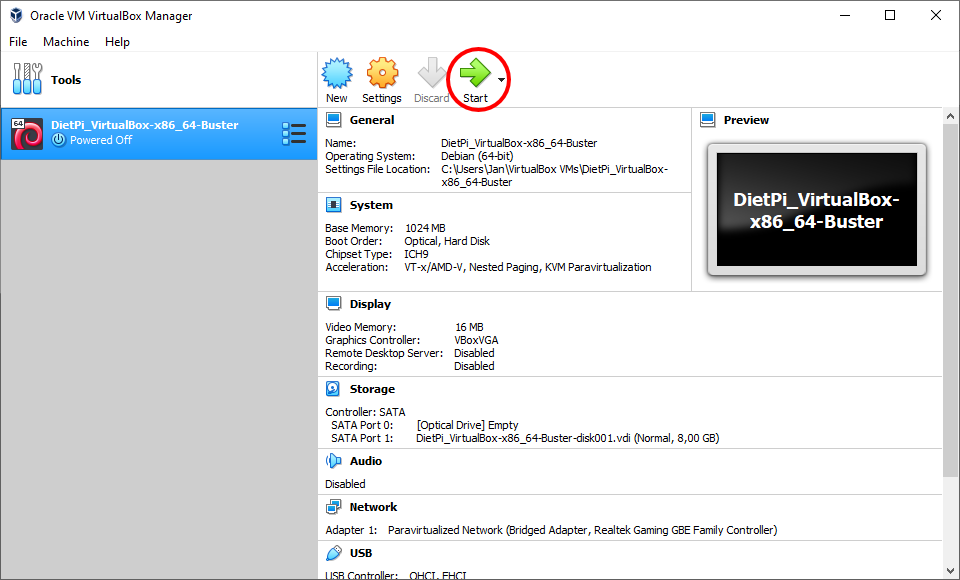 Oracle VM VirtualBox Manager
File Machine Help
Tools
New Settings Discard Start
64
DietPi_VirtualBox-x86_64-Buster
Powered Off
General
Name: DietPi_VirtualBox-x86_64-Buster
Operating System: Debian (64-bit)
Settings File Location: C:\Users\Jan\VirtualBox VMs\DietPi_VirtualBox-
x86_64-Buster
Preview
DietPi_VirtualBox-
x86_64-Buster
System
Base Memory: 1024 MB
Boot Order: Optical, Hard Disk
Chipset Type: ICH9
Acceleration: VT-x/AMD-V, Nested Paging, KVM Paravirtualization
Display
Video Memory: 16 MB
Graphics Controller: VBoxVGA
Remote Desktop Server: Disabled
Recording: Disabled
Storage
Controller: SATA
SATA Port 0: [Optical Drive] Empty
SATA Port 1: DietPi_VirtualBox-x86_64-Buster-disk001.vdi (Normal, 8,00 GB)
Audio
Disabled
Network
Adapter 1: Paravirtualized Network (Bridged Adapter, Realtek Gaming GBE Family Controller)
USB
USB Controller: OHCI, EHCI